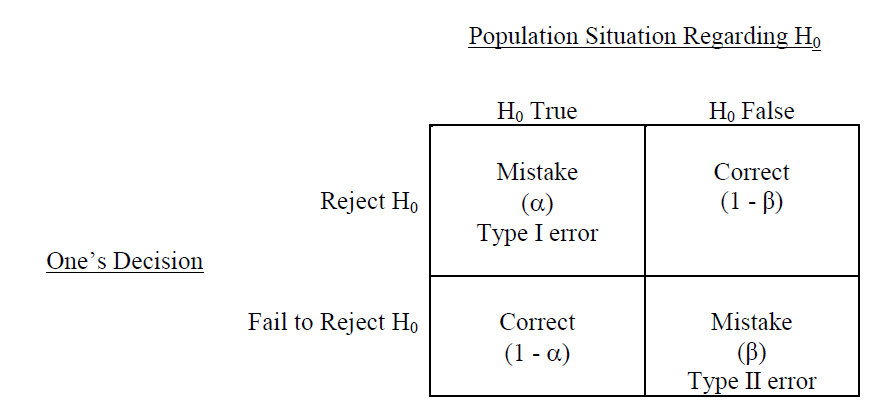 Population Situation Regarding H₀
H₀ True H₀ False
Mistake Correct
Reject H₀ (α) (1 - β)
Type I error
One’s Decision
Fail to Reject H₀ Correct Mistake
(1 - α) (β)
Type II error